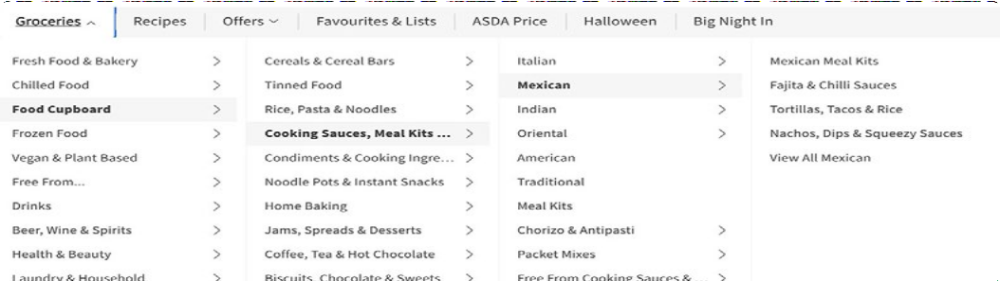 Groceries Recipes Offers Favourites & Lists ASDA Price Halloween Big Night In
Fresh Food & Bakery
Chilled Food
Food Cupboard
Frozen Food
Vegan & Plant Based
Free From...
Drinks
Beer, Wine & Spirits
Health & Beauty
Laundry & Household
Cereals & Cereal Bars
Tinned Food
Rice, Pasta & Noodles
Cooking Sauces, Meal Kits ...
Condiments & Cooking Ingre...
Noodle Pots & Instant Snacks
Home Baking
Jams, Spreads & Desserts
Coffee, Tea & Hot Chocolate
Biscuits, Chocolate & Sweets
Italian
Mexican
Indian
Oriental
American
Traditional
Meal Kits
Chorizo & Antipasti
Packet Mixes
Free From Cooking Sauces & ...
Mexican Meal Kits
Fajita & Chilli Sauces
Tortillas, Tacos & Rice
Nachos, Dips & Squeezy Sauces
View All Mexican